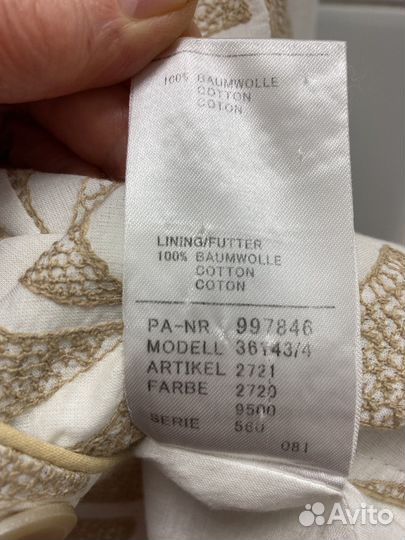 100% BAUMWOLLE
COTTON
COTON
LINING/FUTTER
100% BAUMWOLLE
COTTON
COTON
PA-NR 997846
MODELL 36143/4
ARTIKEL 2721
FARBE 2720
9500
SERIE 560
081
Avito